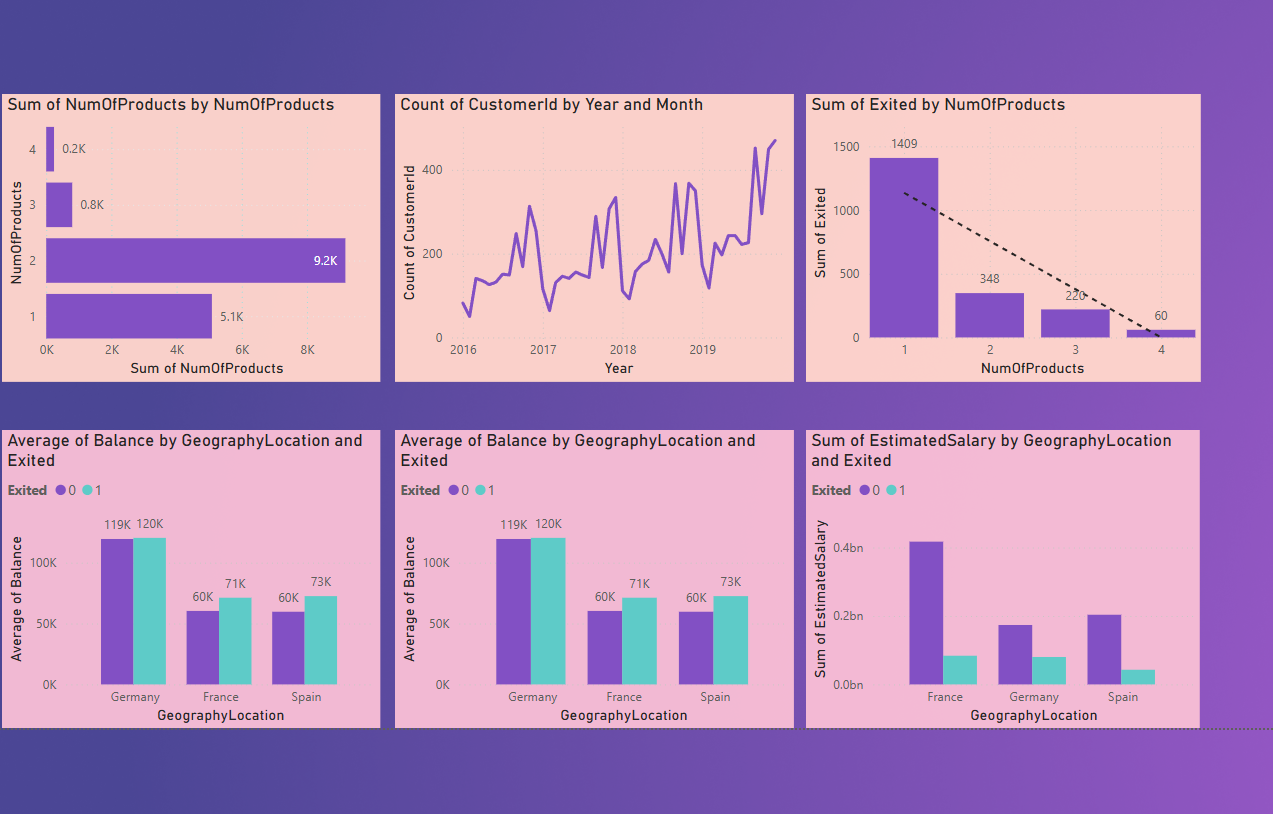 Sum of NumOfProducts by NumOfProducts
NumOfProducts
4
0.2K
3
0.8K
2
9.2K
1
5.1K
0K 2K 4K 6K 8K
Sum of NumOfProducts
Count of CustomerId by Year and Month
Count of CustomerId
400
200
0
2016 2017 2018 2019
Year
Sum of Exited by NumOfProducts
Sum of Exited
1500
1000
500
0
1409
348
220
60
1 2 3 4
NumOfProducts
Average of Balance by GeographyLocation and
Exited
Exited 0 1
Average of Balance
100K
50K
0K
119K 120K
60K 71K
60K 73K
Germany France Spain
GeographyLocation
Average of Balance by GeographyLocation and
Exited
Exited 0 1
Average of Balance
100K
50K
0K
119K 120K
60K 71K
60K 73K
Germany France Spain
GeographyLocation
Sum of EstimatedSalary by GeographyLocation
and Exited
Exited 0 1
Sum of EstimatedSalary
0.4bn
0.2bn
0.0bn
France Germany Spain
GeographyLocation